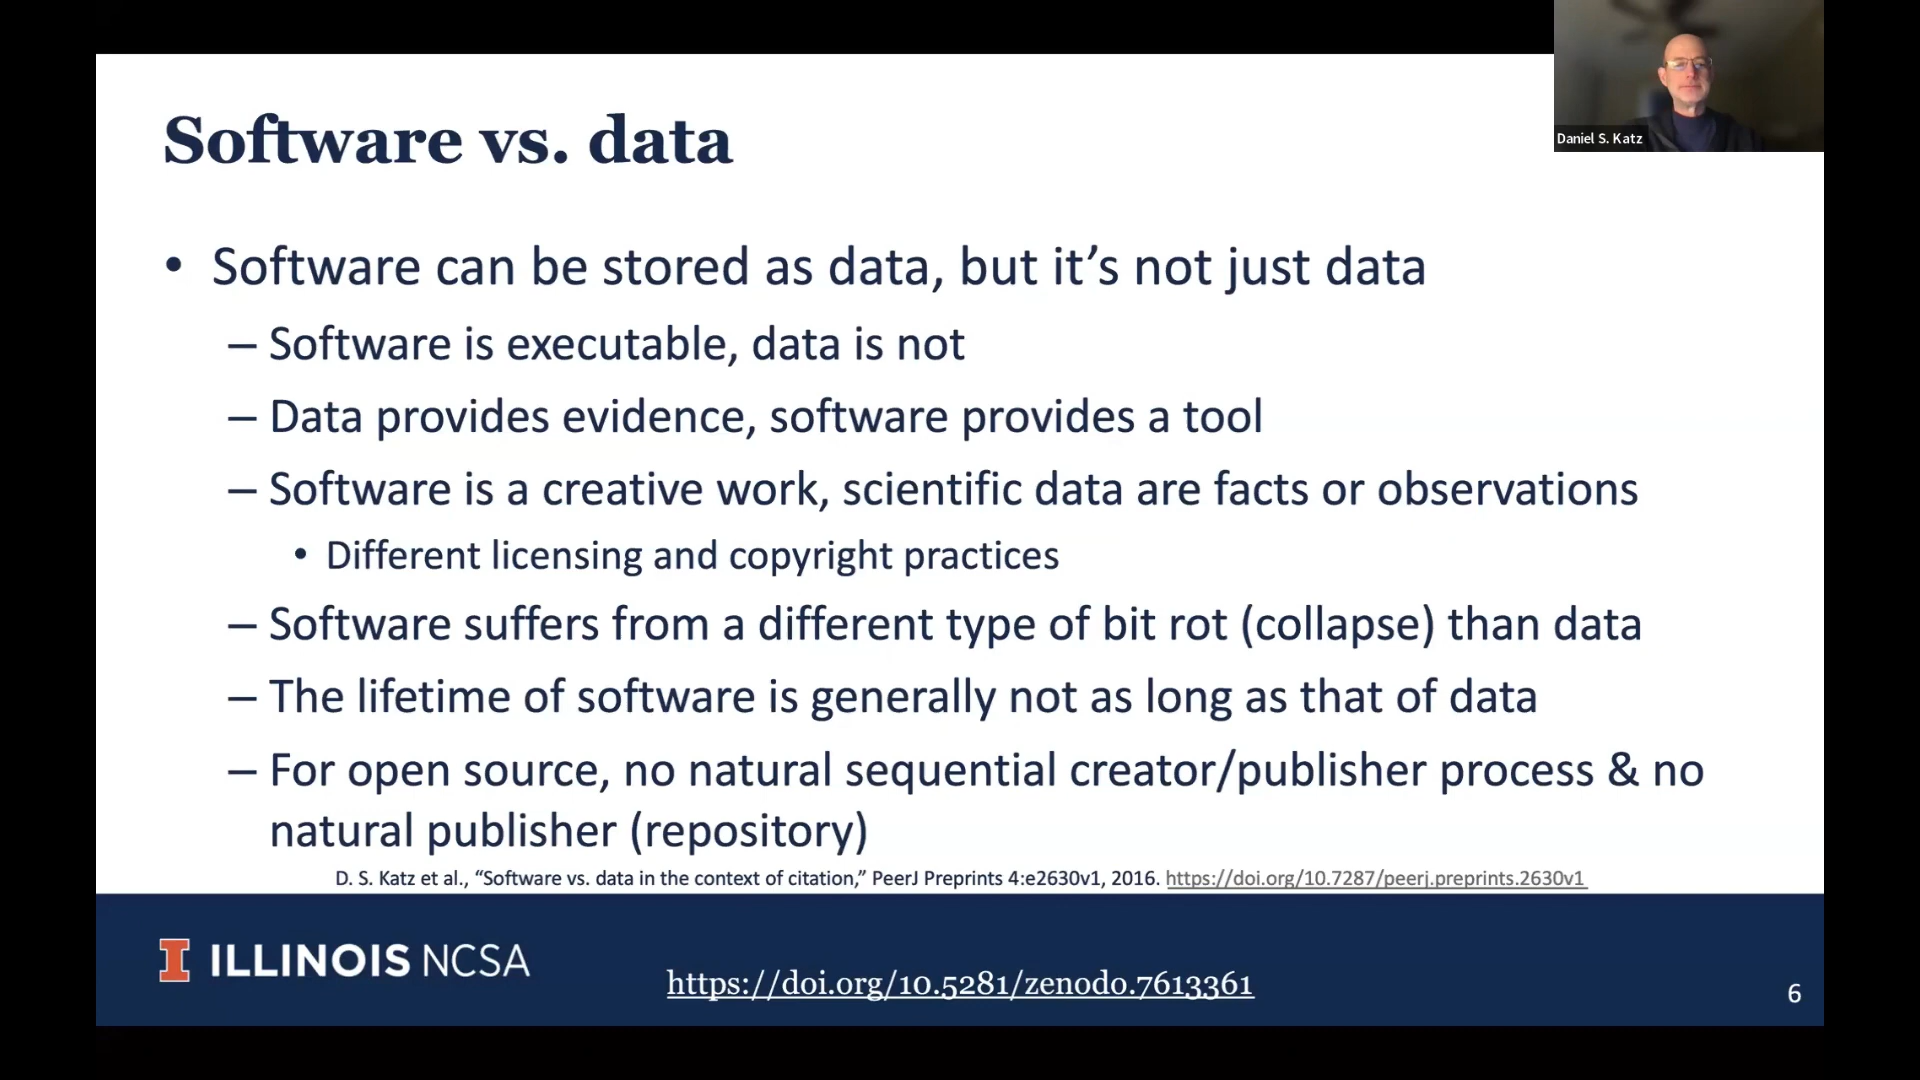 Software vs. data
Daniel S. Katz
• Software can be stored as data, but it’s not just data
– Software is executable, data is not
– Data provides evidence, software provides a tool
– Software is a creative work, scientific data are facts or observations
• Different licensing and copyright practices
– Software suffers from a different type of bit rot (collapse) than data
– The lifetime of software is generally not as long as that of data
– For open source, no natural sequential creator/publisher process & no
natural publisher (repository)
D. S. Katz et al., “Software vs. data in the context of citation,” PeerJ Preprints 4:e2630v1, 2016. https://doi.org/10.7287/peerj.preprints.2630v1
I ILLINOIS NCSA
https://doi.org/10.5281/zenodo.7613361
6